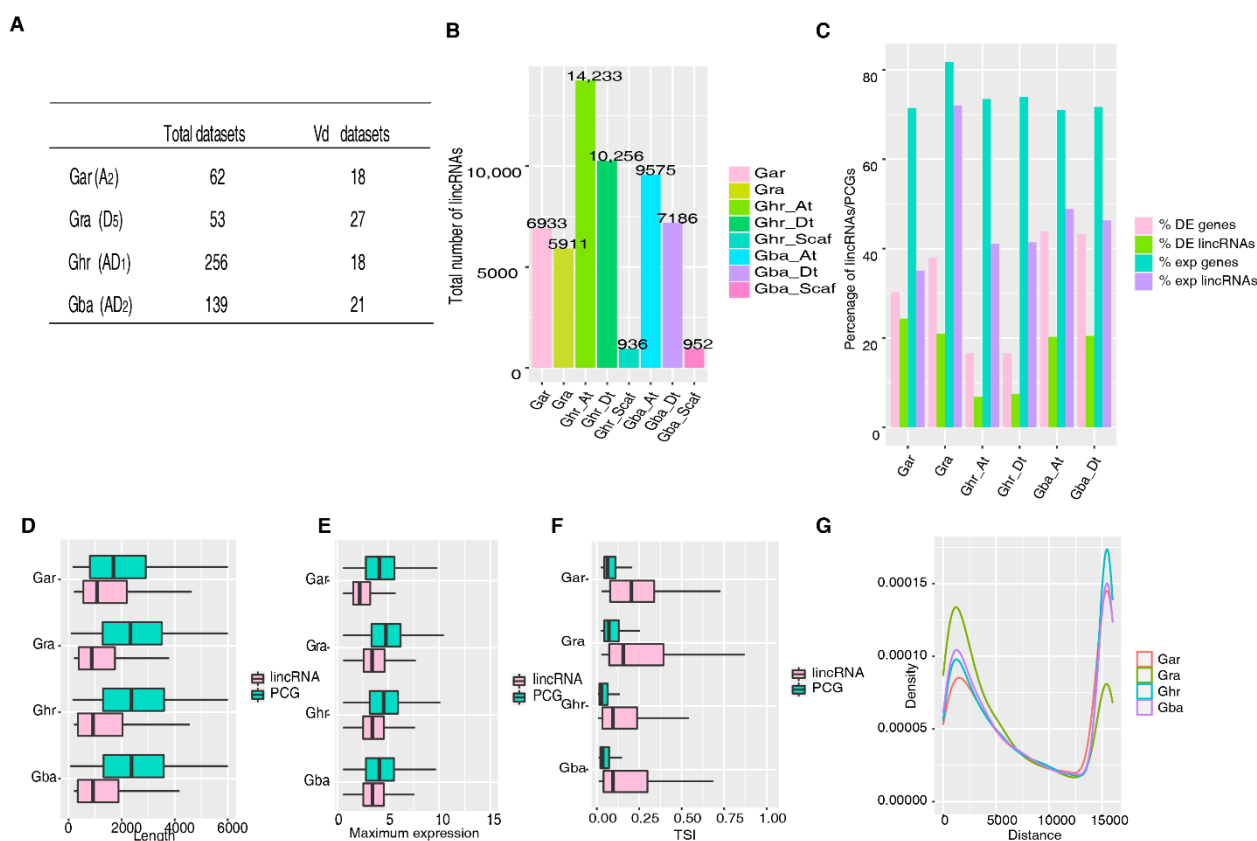 A
Total datasets Vd datasets
Gar (A2) 62 18
Gra (D5) 53 27
Ghr (AD1) 256 18
Gba (AD2) 139 21
B
Total number of lincRNAs
10,000
5000
0
6933
5911
14,233
10,256
936
9575
7186
952
Gar
Gra
Ghr_At
Ghr_Dt
Ghr_Scaf
Gba_At
Gba_Dt
Gba_Scaf
Gar
Gra
Ghr_At
Ghr_Dt
Ghr_Scaf
Gba_At
Gba_Dt
Gba_Scaf
C
Percentage of lincRNAs/PCGs
80
60
40
20
0
Gar
Gra
Ghr_At
Ghr_Dt
Gba_At
Gba_Dt
% DE genes
% DE lincRNAs
% exp genes
% exp lincRNAs
D
Gar
Gra
Ghr
Gba
0 2000 4000 6000
Length
lincRNA
PCG
E
Gar
Gra
Ghr
Gba
0 5 10 15
Maximum expression
lincRNA
PCG
F
Gar
Gra
Ghr
Gba
0.00 0.25 0.50 0.75 1.00
TSI
lincRNA
PCG
G
Density
0.00015
0.00010
0.00005
0.00000
0 5000 10000 15000
Distance
Gar
Gra
Ghr
Gba